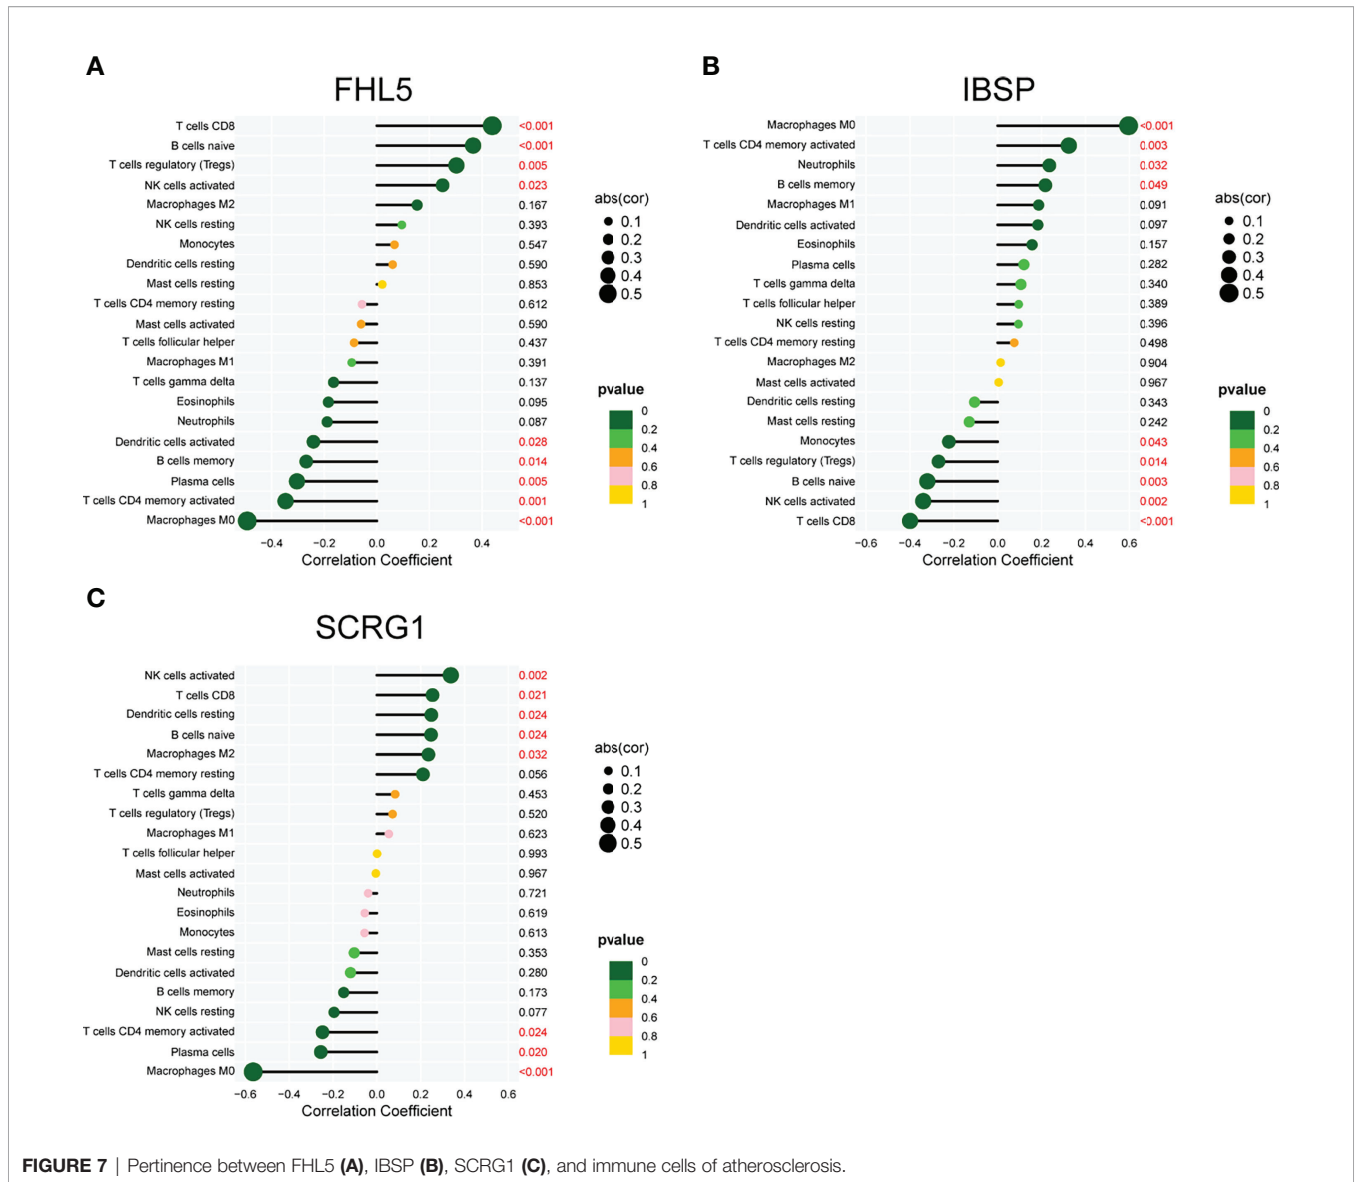 A
FHL5
T cells CD8 <0.001
B cells naive <0.001
T cells regulatory (Tregs) 0.005
NK cells activated 0.023
Macrophages M2 0.167
NK cells resting 0.393
Monocytes 0.547
Dendritic cells resting 0.590
Mast cells resting 0.853
T cells CD4 memory resting 0.612
Mast cells activated 0.590
T cells follicular helper 0.437
Macrophages M1 0.391
T cells gamma delta 0.137
Eosinophils 0.095
Neutrophils 0.087
Dendritic cells activated 0.028
B cells memory 0.014
Plasma cells 0.005
T cells CD4 memory activated 0.001
Macrophages M0 <0.001
−0.4 −0.2 0.0 0.2 0.4
Correlation Coefficient
abs(cor)
0.1
0.2
0.3
0.4
0.5
pvalue
0
0.2
0.4
0.6
0.8
1
B
IBSP
Macrophages M0 <0.001
T cells CD4 memory activated 0.003
Neutrophils 0.032
B cells memory 0.049
Macrophages M1 0.091
Dendritic cells activated 0.097
Eosinophils 0.157
Plasma cells 0.282
T cells gamma delta 0.340
T cells follicular helper 0.389
NK cells resting 0.396
T cells CD4 memory resting 0.498
Macrophages M2 0.904
Mast cells activated 0.967
Dendritic cells resting 0.343
Mast cells resting 0.242
Monocytes 0.043
T cells regulatory (Tregs) 0.014
B cells naive 0.003
NK cells activated 0.002
T cells CD8 <0.001
−0.6 −0.4 −0.2 0.0 0.2 0.4 0.6
Correlation Coefficient
abs(cor)
0.1
0.2
0.3
0.4
0.5
pvalue
0
0.2
0.4
0.6
0.8
1
C
SCRG1
NK cells activated 0.002
T cells CD8 0.021
Dendritic cells resting 0.024
B cells naive 0.024
Macrophages M2 0.032
T cells CD4 memory resting 0.056
T cells gamma delta 0.453
T cells regulatory (Tregs) 0.520
Macrophages M1 0.623
T cells follicular helper 0.993
Mast cells activated 0.967
Neutrophils 0.721
Eosinophils 0.619
Monocytes 0.613
Mast cells resting 0.353
Dendritic cells activated 0.280
B cells memory 0.173
NK cells resting 0.077
T cells CD4 memory activated 0.024
Plasma cells 0.020
Macrophages M0 <0.001
−0.6 −0.4 −0.2 0.0 0.2 0.4 0.6
Correlation Coefficient
abs(cor)
0.1
0.2
0.3
0.4
0.5
pvalue
0
0.2
0.4
0.6
0.8
1
FIGURE 7 | Pertinence between FHL5 (A), IBSP (B), SCRG1 (C), and immune cells of atherosclerosis.